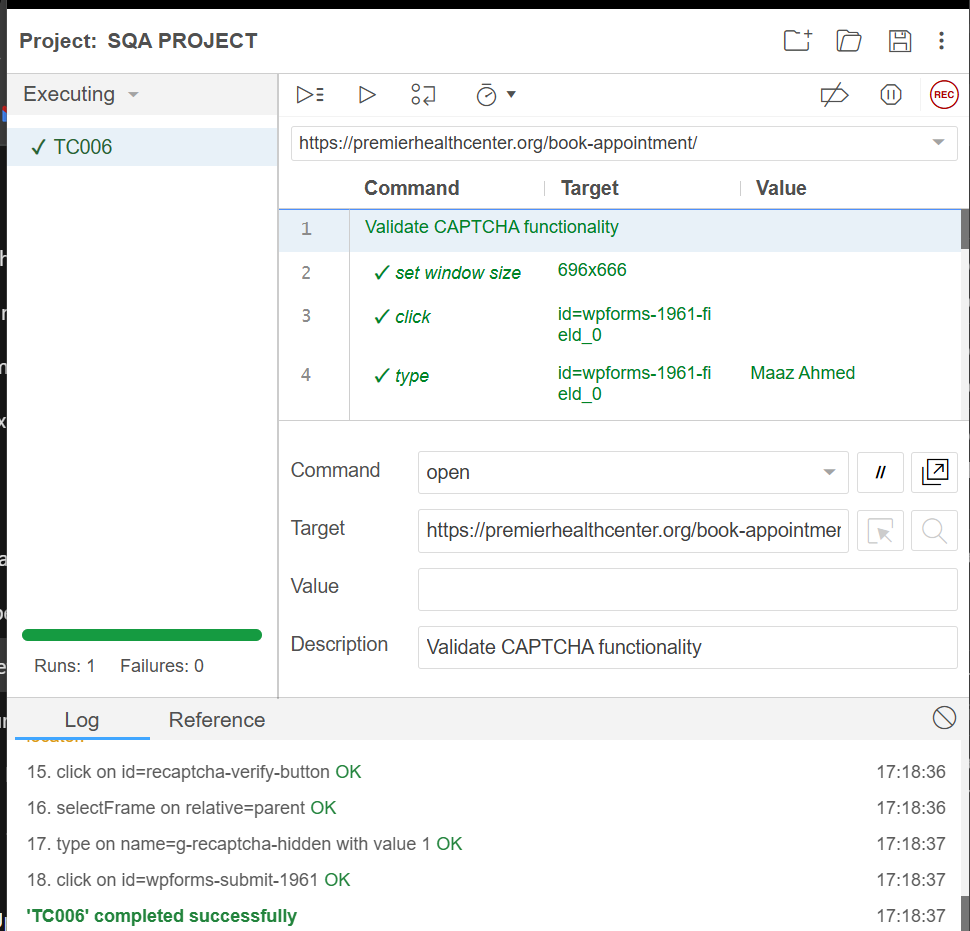 Project: SQA PROJECT
Executing
REC
✓ TC006
https://premierhealthcenter.org/book-appointment/
Command Target Value
1 Validate CAPTCHA functionality
2 ✓ set window size 696x666
3 ✓ click id=wpforms-1961-fi
eld_0
4 ✓ type id=wpforms-1961-fi Maaz Ahmed
eld_0
Command open //
Target https://premierhealthcenter.org/book-appointmen
Value
Description Validate CAPTCHA functionality
Runs: 1 Failures: 0
Log Reference
15. click on id=recaptcha-verify-button OK 17:18:36
16. selectFrame on relative=parent OK 17:18:36
17. type on name=g-recaptcha-hidden with value 1 OK 17:18:37
18. click on id=wpforms-submit-1961 OK 17:18:37
'TC006' completed successfully 17:18:37